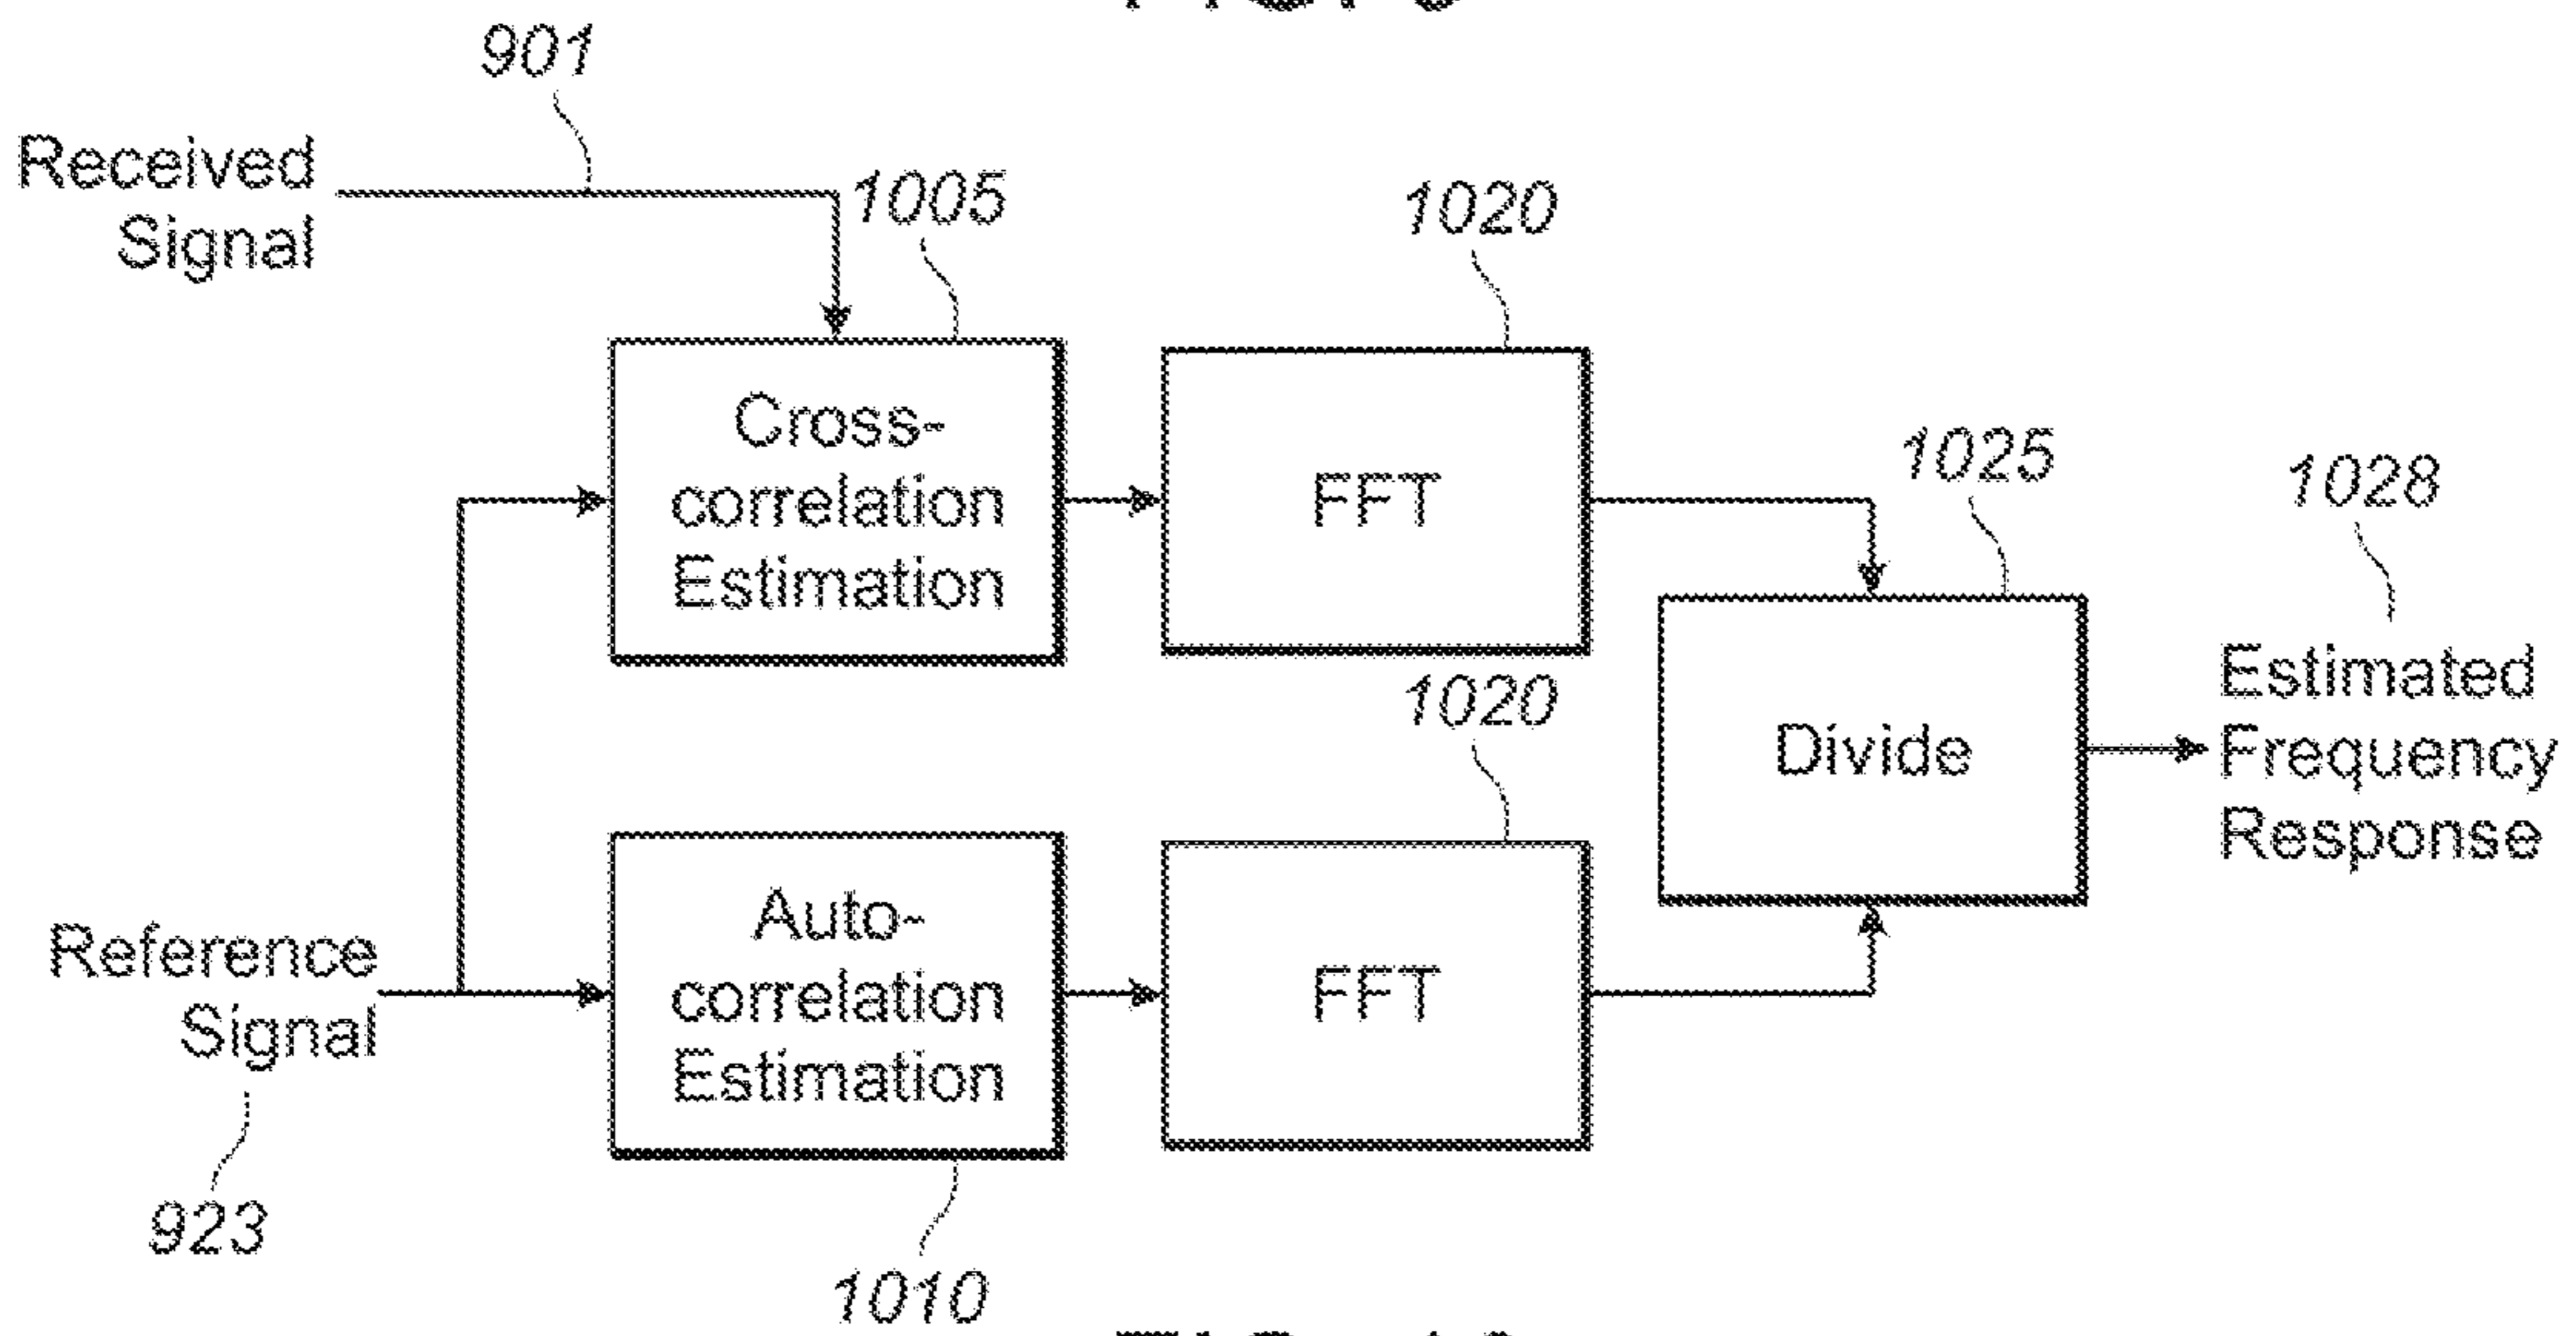 901
Received
Signal
1005
1020
Cross-
correlation
Estimation
FFT
1025
1028
Divide
Estimated
Frequency
Response
1020
Reference
Signal
923
Auto-
correlation
Estimation
FFT
1010